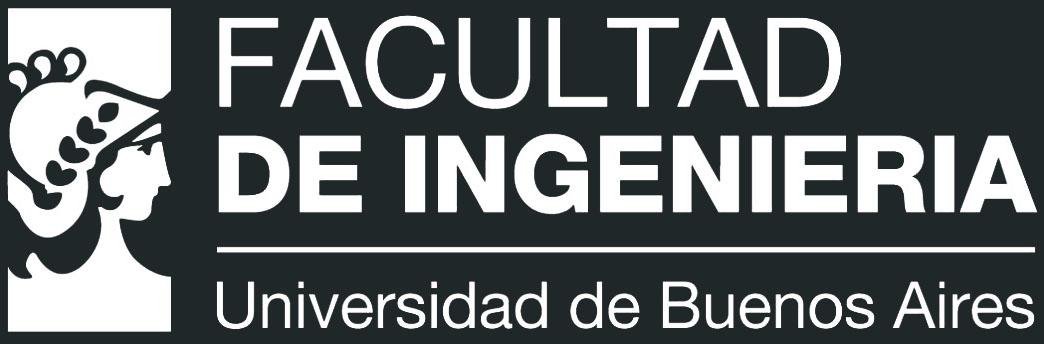 FACULTAD
DE INGENIERIA
Universidad de Buenos Aires